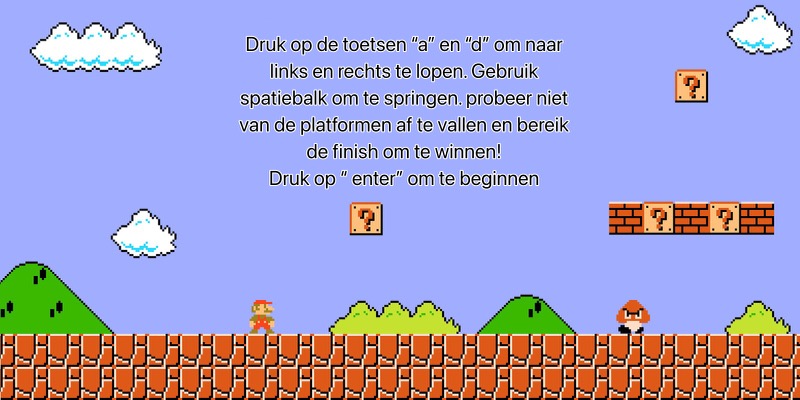 Druk op de toetsen “a” en “d” om naar
links en rechts te lopen. Gebruik
spatiebalk om te springen. probeer niet
van de platformen af te vallen en bereik
de finish om te winnen!
Druk op “ enter” om te beginnen
?
?
? ?